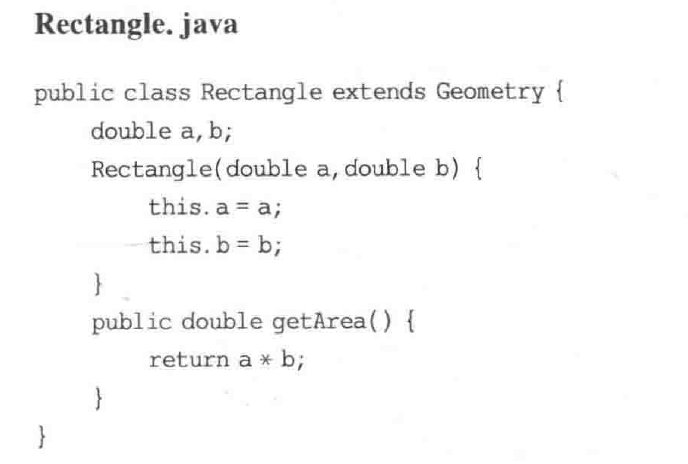 Rectangle. java
public class Rectangle extends Geometry {
double a, b;
Rectangle(double a, double b) {
this. a = a;
this. b = b;
}
public double getArea() {
return a * b;
}
}